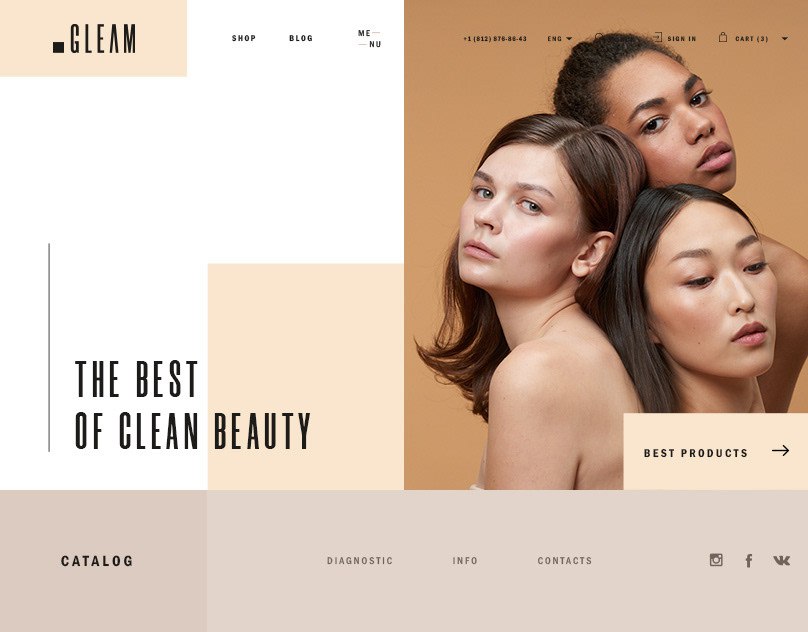 GLEAM
SHOP
BLOG
ME
NU
+1 (812) 876-86-43
ENG
SIGN IN
CART (3)
THE BEST
OF CLEAN BEAUTY
BEST PRODUCTS
CATALOG
DIAGNOSTIC
INFO
CONTACTS